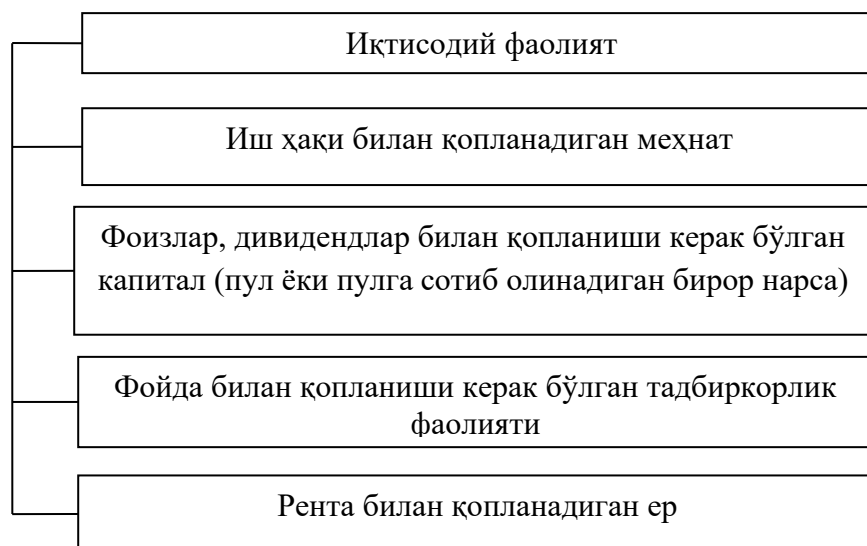 Иқтисодий фаолият
Иш ҳақи билан қопланадиган меҳнат
Фоизлар, дивидендлар билан қопланиши керак бўлган
капитал (пул ёки пулга сотиб олинадиган бирор нарса)
Фойда билан қопланиши керак бўлган тадбиркорлик
фаолияти
Рента билан қопланадиган ер